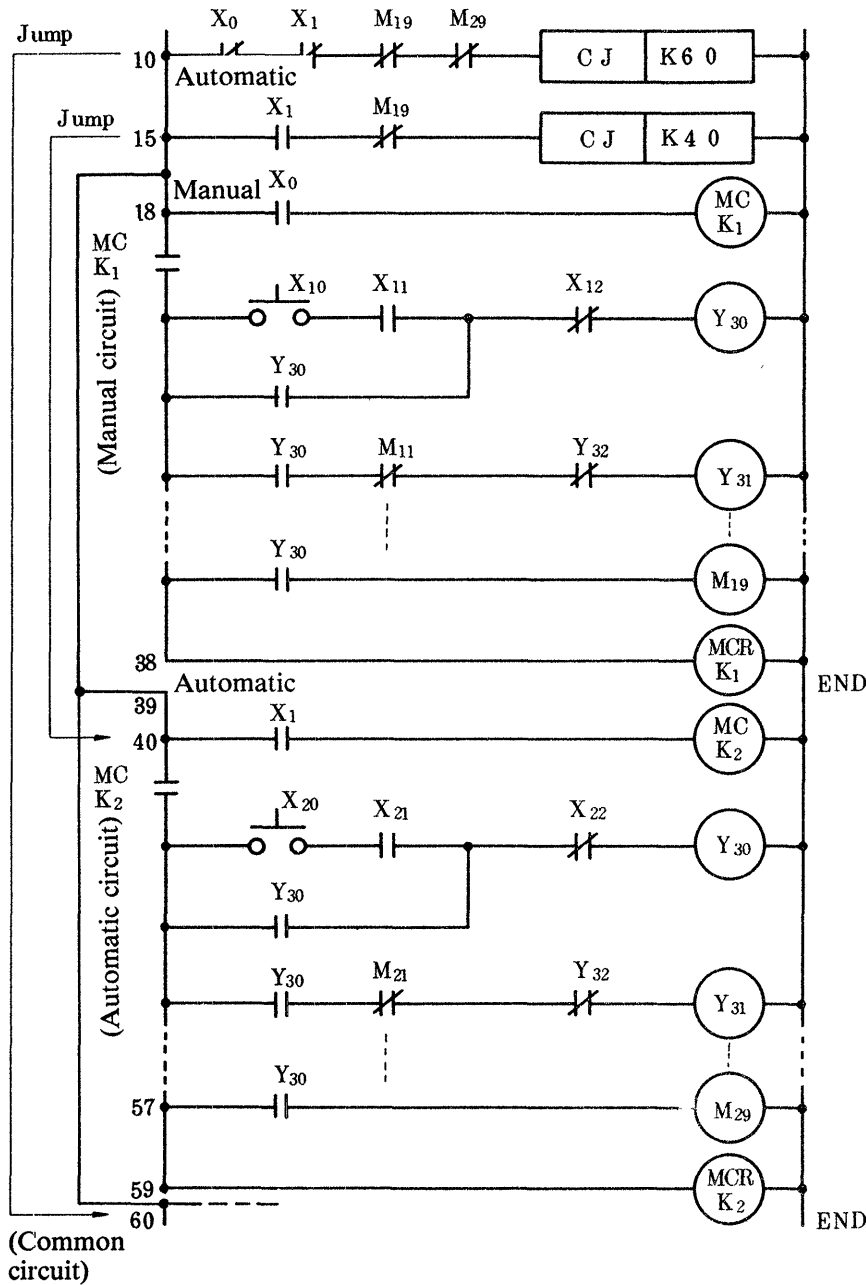 X0 X1 M19 M29
Jump
10 CJ K60
Automatic
X1 M19
Jump
15 CJ K40
Manual
X0
18 MC K1
MC K1
(Manual circuit)
X10 X11 X12
Y30
Y30
Y30 M11 Y32
Y31
Y30
M19
38 MCR K1
END
Automatic
39
X1
40 MC K2
MC K2
(Automatic circuit)
X20 X21 X22
Y30
Y30
Y30 M21 Y32
Y31
Y30
57 M29
59 MCR K2
60
END
(Common
circuit)